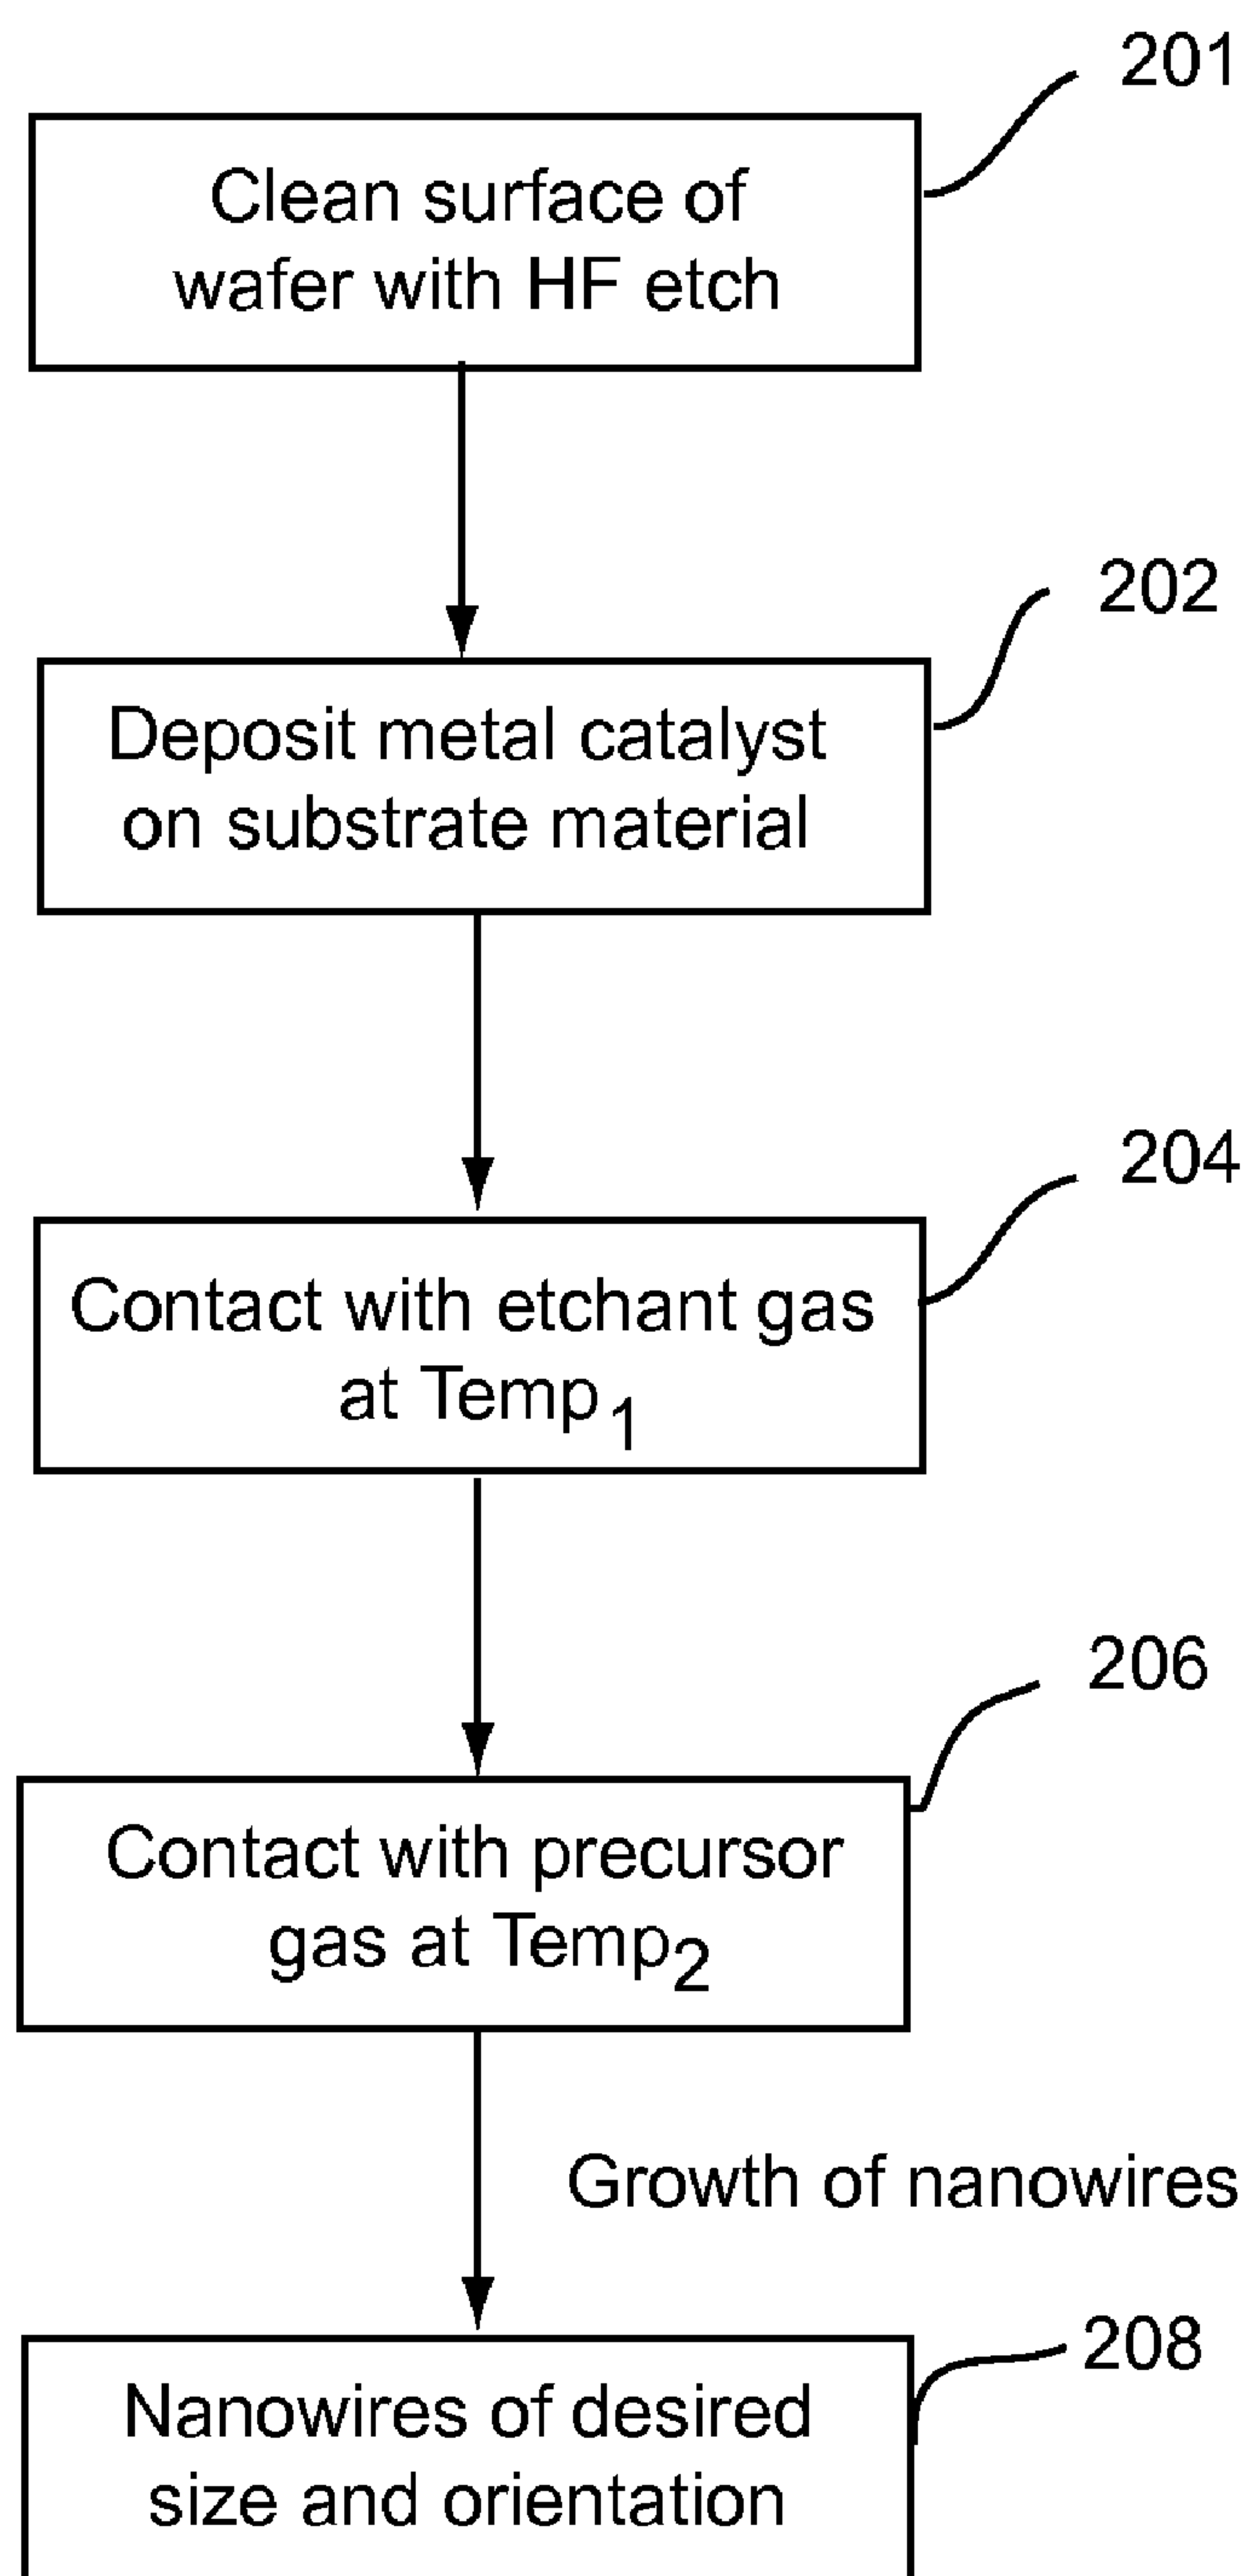 201
Clean surface of
wafer with HF etch
202
Deposit metal catalyst
on substrate material
204
Contact with etchant gas
at Temp1
206
Contact with precursor
gas at Temp2
Growth of nanowires
208
Nanowires of desired
size and orientation